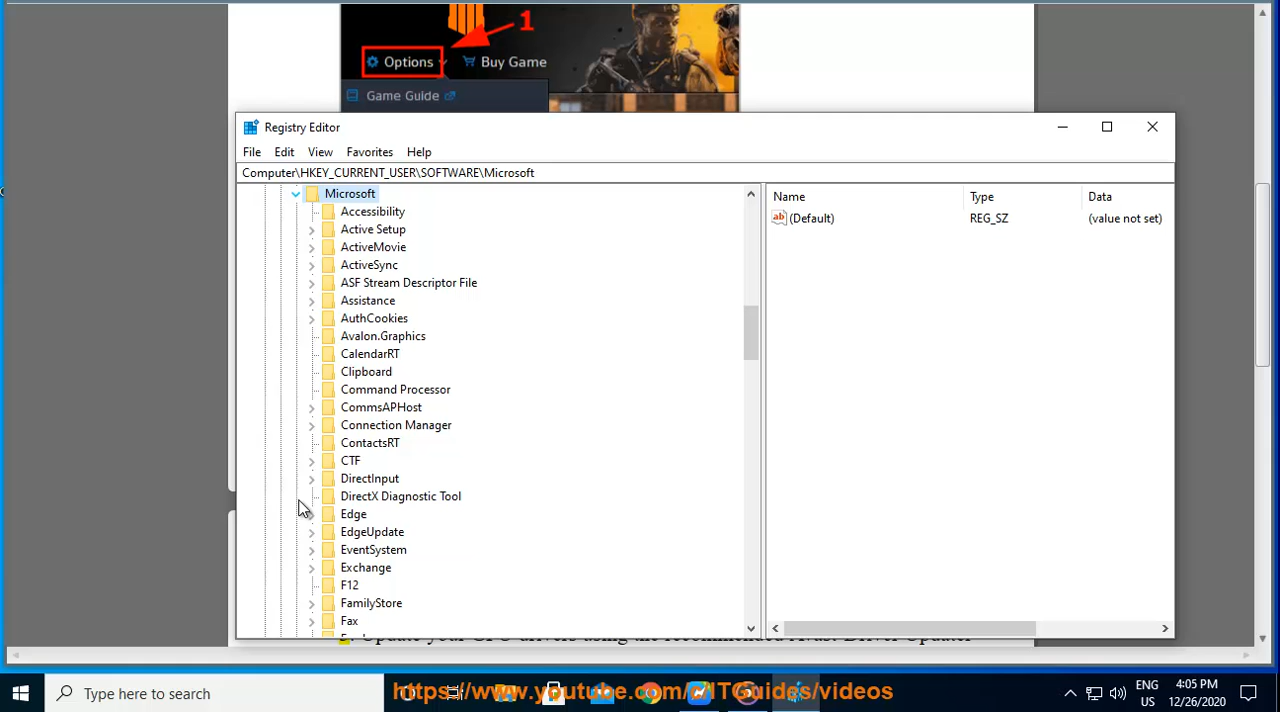 1
Options
Buy Game
Game Guide
Registry Editor
File Edit View Favorites Help
Computer\HKEY_CURRENT_USER\SOFTWARE\Microsoft
Microsoft
Accessibility
Active Setup
ActiveMovie
ActiveSync
ASF Stream Descriptor File
Assistance
AuthCookies
Avalon.Graphics
CalendarRT
Clipboard
Command Processor
CommsAPHost
Connection Manager
ContactsRT
CTF
DirectInput
DirectX Diagnostic Tool
Edge
EdgeUpdate
EventSystem
Exchange
F12
FamilyStore
Fax
Name Type Data
ab (Default) REG_SZ (value not set)
Type here to search
https://www.youtube.com/c/ITGuides/videos
ENG
US
4:05 PM
12/26/2020